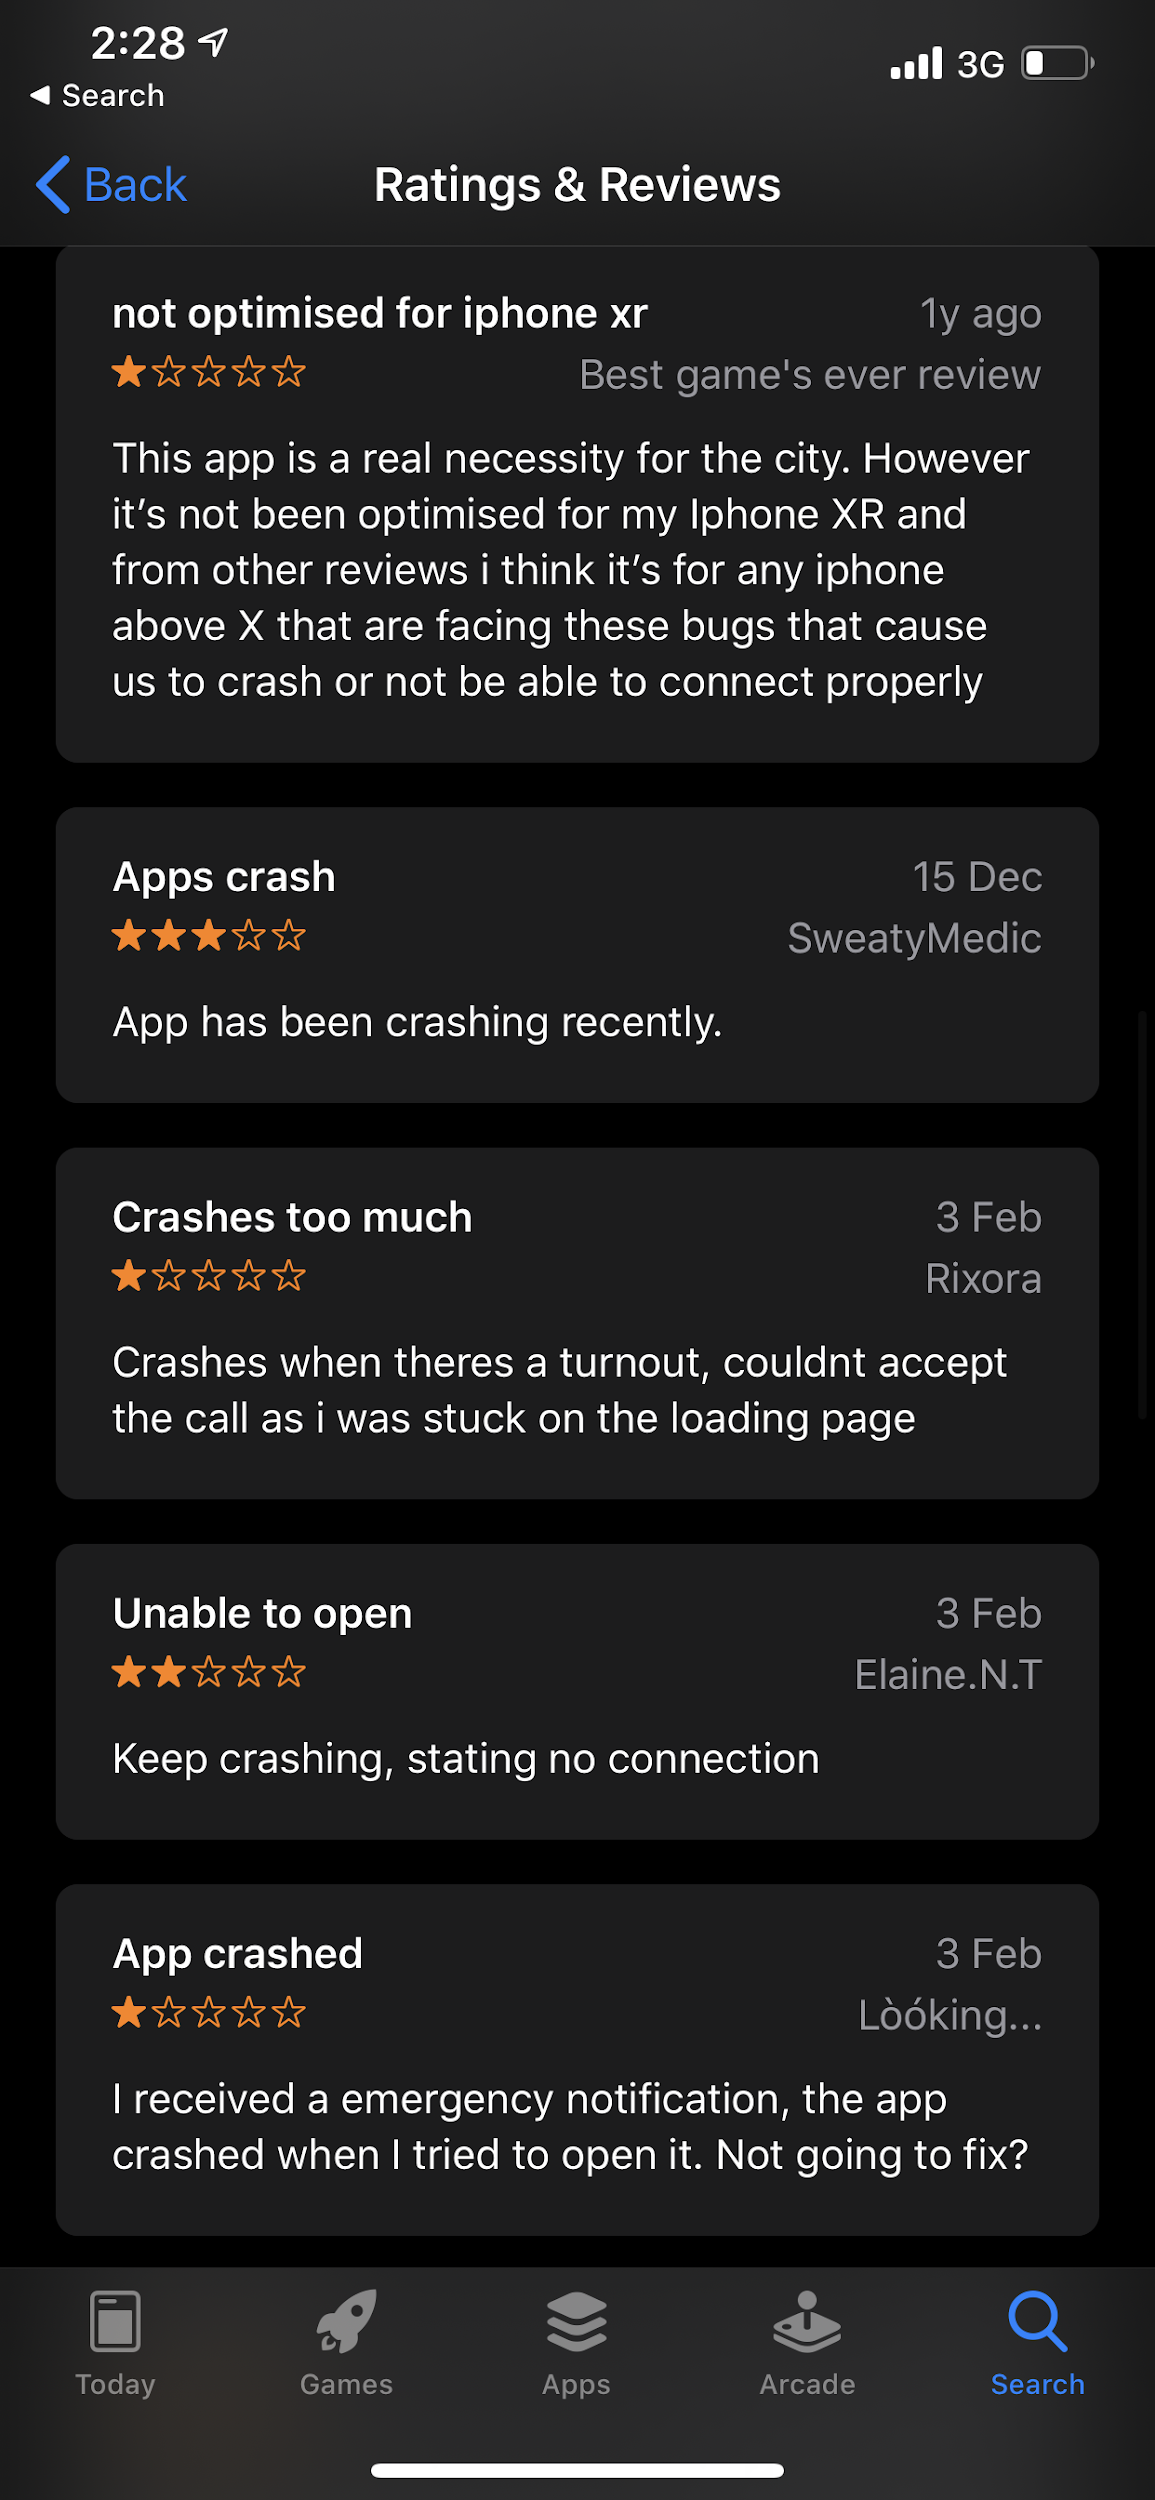 2:28
3G
Search
Back
Ratings & Reviews
not optimised for iphone xr
1y ago
Best game's ever review
This app is a real necessity for the city. However
it’s not been optimised for my Iphone XR and
from other reviews i think it’s for any iphone
above X that are facing these bugs that cause
us to crash or not be able to connect properly
Apps crash
15 Dec
SweatyMedic
App has been crashing recently.
Crashes too much
3 Feb
Rixora
Crashes when theres a turnout, couldnt accept
the call as i was stuck on the loading page
Unable to open
3 Feb
Elaine.N.T
Keep crashing, stating no connection
App crashed
3 Feb
Lòóking...
I received a emergency notification, the app
crashed when I tried to open it. Not going to fix?
Today
Games
Apps
Arcade
Search